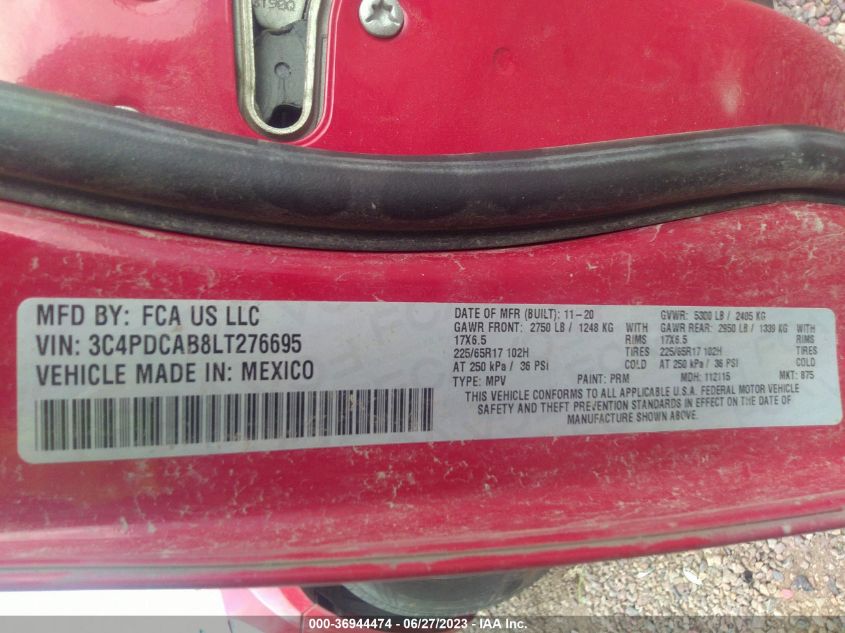 3T90Q
MFD BY: FCA US LLC
VIN: 3C4PDCAB8LT276695
VEHICLE MADE IN: MEXICO
DATE OF MFR (BUILT): 11-20 GVWR: 5300 LB / 2405 KG
GAWR FRONT: 2750 LB / 1248 KG WITH GAWR REAR: 2950 LB / 1339 KG WITH
17X6.5 RIMS 17X6.5 RIMS
225/65R17 102H TIRES 225/65R17 102H TIRES
AT 250 kPa / 36 PSI COLD AT 250 kPa / 36 PSI COLD
TYPE: MPV PAINT: PRM MDH: 112115 MKT: 875
THIS VEHICLE CONFORMS TO ALL APPLICABLE U.S.A. FEDERAL MOTOR VEHICLE
SAFETY AND THEFT PREVENTION STANDARDS IN EFFECT ON THE DATE OF
MANUFACTURE SHOWN ABOVE.
000-36944474 - 06/27/2023 - © IAA, Inc.